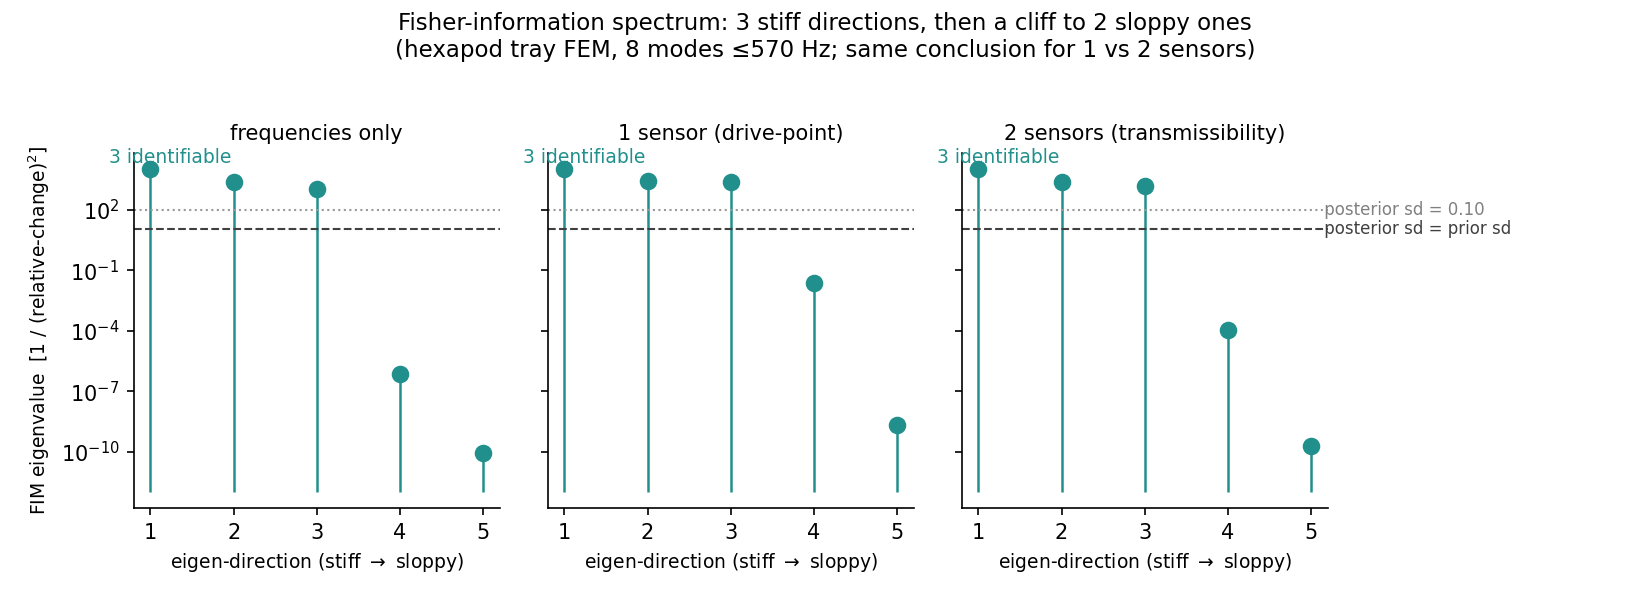 Fisher-information spectrum: 3 stiff directions, then a cliff to 2 sloppy ones
(hexapod tray FEM, 8 modes ≤570 Hz; same conclusion for 1 vs 2 sensors)
frequencies only
1 sensor (drive-point)
2 sensors (transmissibility)
3 identifiable
3 identifiable
3 identifiable
FIM eigenvalue [1 / (relative-change)²]
10²
10⁻¹
10⁻⁴
10⁻⁷
10⁻¹⁰
posterior sd = 0.10
posterior sd = prior sd
1 2 3 4 5
1 2 3 4 5
1 2 3 4 5
eigen-direction (stiff → sloppy)
eigen-direction (stiff → sloppy)
eigen-direction (stiff → sloppy)